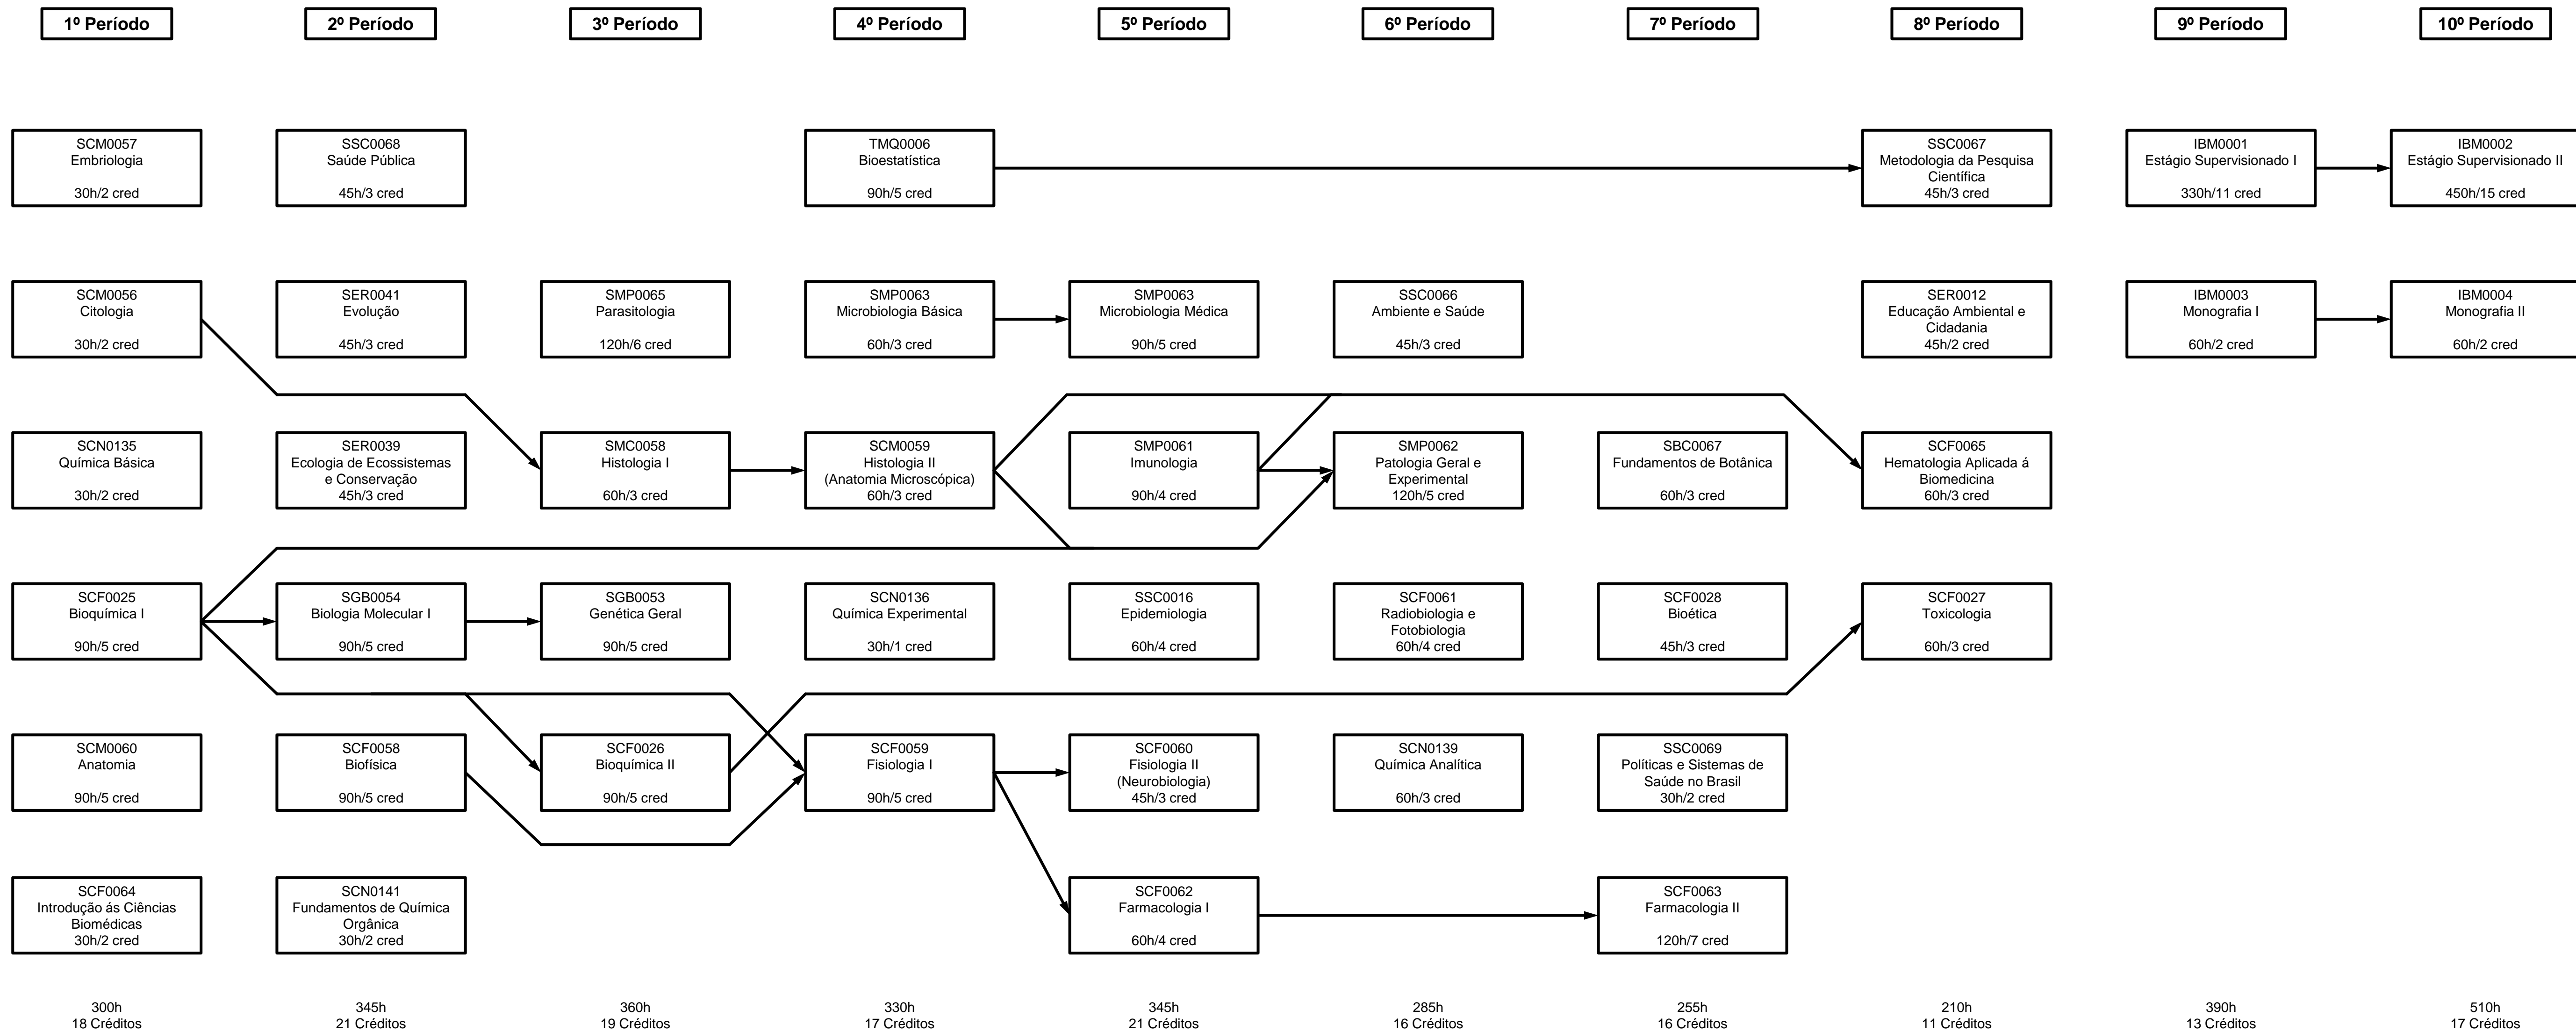 1º Período
2º Período
3º Período
4º Período
5º Período
6º Período
7º Período
8º Período
9º Período
10º Período
SCM0057
Embriologia
30h/2 cred
SSC0068
Saúde Pública
45h/3 cred
TMQ0006
Bioestatística
90h/5 cred
SSC0067
Metodologia da Pesquisa
Científica
45h/3 cred
IBM0001
Estágio Supervisionado I
330h/11 cred
IBM0002
Estágio Supervisionado II
450h/15 cred
SCM0056
Citologia
30h/2 cred
SER0041
Evolução
45h/3 cred
SMP0065
Parasitologia
120h/6 cred
SMP0063
Microbiologia Básica
60h/3 cred
SMP0063
Microbiologia Médica
90h/5 cred
SSC0066
Ambiente e Saúde
45h/3 cred
SER0012
Educação Ambiental e
Cidadania
45h/2 cred
IBM0003
Monografia I
60h/2 cred
IBM0004
Monografia II
60h/2 cred
SCN0135
Química Básica
30h/2 cred
SER0039
Ecologia de Ecossistemas
e Conservação
45h/3 cred
SMC0058
Histologia I
60h/3 cred
SCM0059
Histologia II
(Anatomia Microscópica)
60h/3 cred
SMP0061
Imunologia
90h/4 cred
SMP0062
Patologia Geral e
Experimental
120h/5 cred
SBC0067
Fundamentos de Botânica
60h/3 cred
SCF0065
Hematologia Aplicada á
Biomedicina
60h/3 cred
SCF0025
Bioquímica I
90h/5 cred
SGB0054
Biologia Molecular I
90h/5 cred
SGB0053
Genética Geral
90h/5 cred
SCN0136
Química Experimental
30h/1 cred
SSC0016
Epidemiologia
60h/4 cred
SCF0061
Radiobiologia e
Fotobiologia
60h/4 cred
SCF0028
Bioética
45h/3 cred
SCF0027
Toxicologia
60h/3 cred
SCM0060
Anatomia
90h/5 cred
SCF0058
Biofísica
90h/5 cred
SCF0026
Bioquímica II
90h/5 cred
SCF0059
Fisiologia I
90h/5 cred
SCF0060
Fisiologia II
(Neurobiologia)
45h/3 cred
SCN0139
Química Analítica
60h/3 cred
SSC0069
Políticas e Sistemas de
Saúde no Brasil
30h/2 cred
SCF0064
Introdução ás Ciências
Biomédicas
30h/2 cred
SCN0141
Fundamentos de Química
Orgânica
30h/2 cred
SCF0062
Farmacologia I
60h/4 cred
SCF0063
Farmacologia II
120h/7 cred
300h
18 Créditos
345h
21 Créditos
360h
19 Créditos
330h
17 Créditos
345h
21 Créditos
285h
16 Créditos
255h
16 Créditos
210h
11 Créditos
390h
13 Créditos
510h
17 Créditos